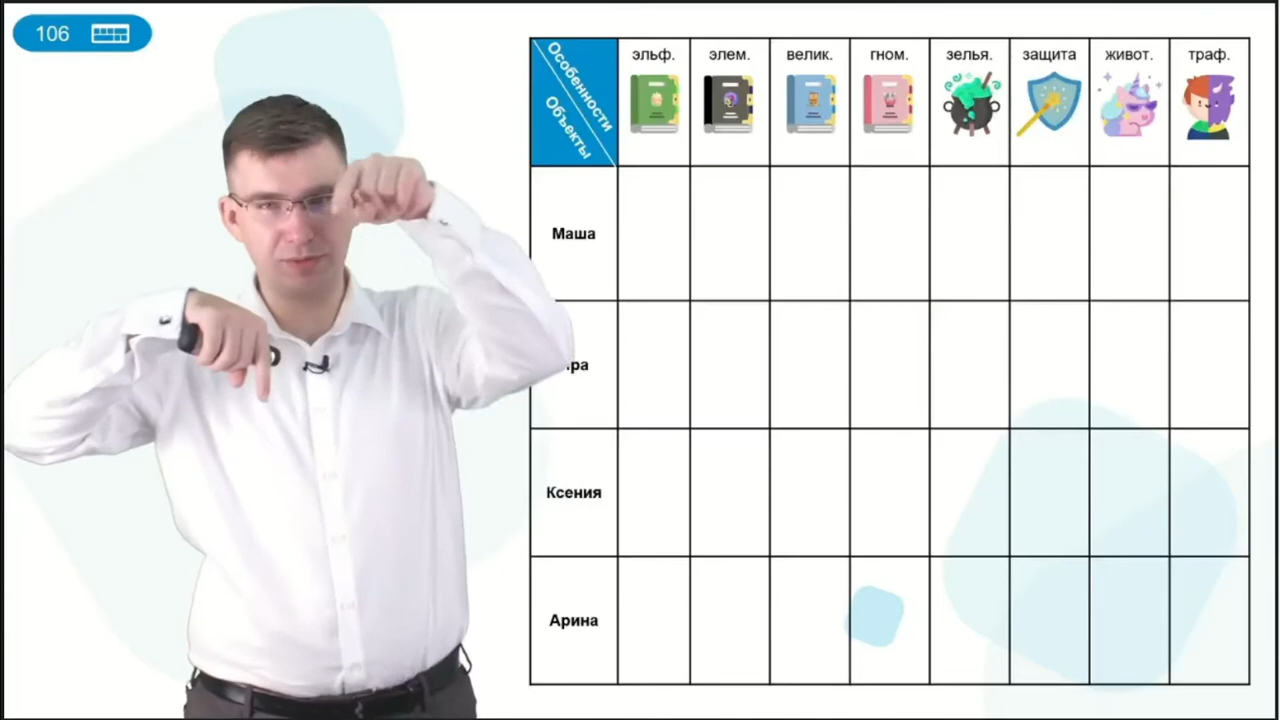 106
Особенности
Объекты
эльф. элем. велик. гном. зелья. защита живот. траф.
Маша
Ксения
Арина